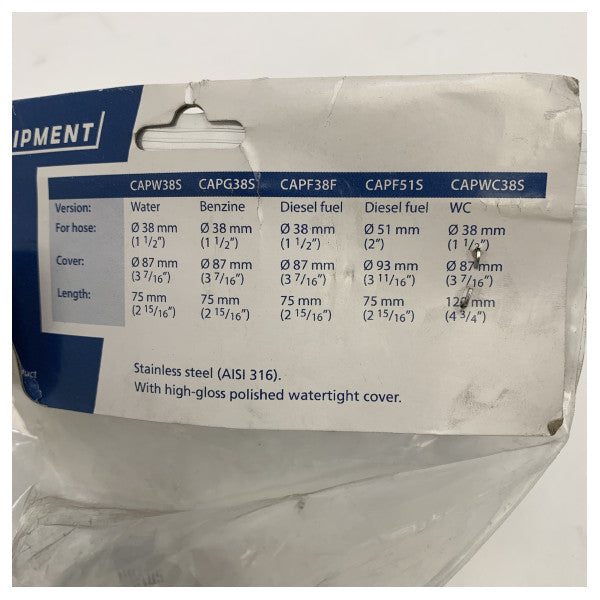 IPMENT
CAPW38S CAPG38S CAPF38F CAPF51S CAPWC38S
Version: Water Benzine Diesel fuel Diesel fuel WC
For hose: Ø 38 mm Ø 38 mm Ø 38 mm Ø 51 mm Ø 38 mm
(1 1/2”) (1 1/2”) (1 1/2”) (2”) (1 1/2”)
Cover: Ø 87 mm Ø 87 mm Ø 87 mm Ø 93 mm Ø 87 mm
(3 7/16”) (3 7/16”) (3 7/16”) (3 11/16”) (3 7/16”)
Length: 75 mm 75 mm 75 mm 75 mm mm
(2 15/16”) (2 15/16”) (2 15/16”) (2 15/16”) (4 3/4”)
Stainless steel (AISI 316).
With high-gloss polished watertight cover.